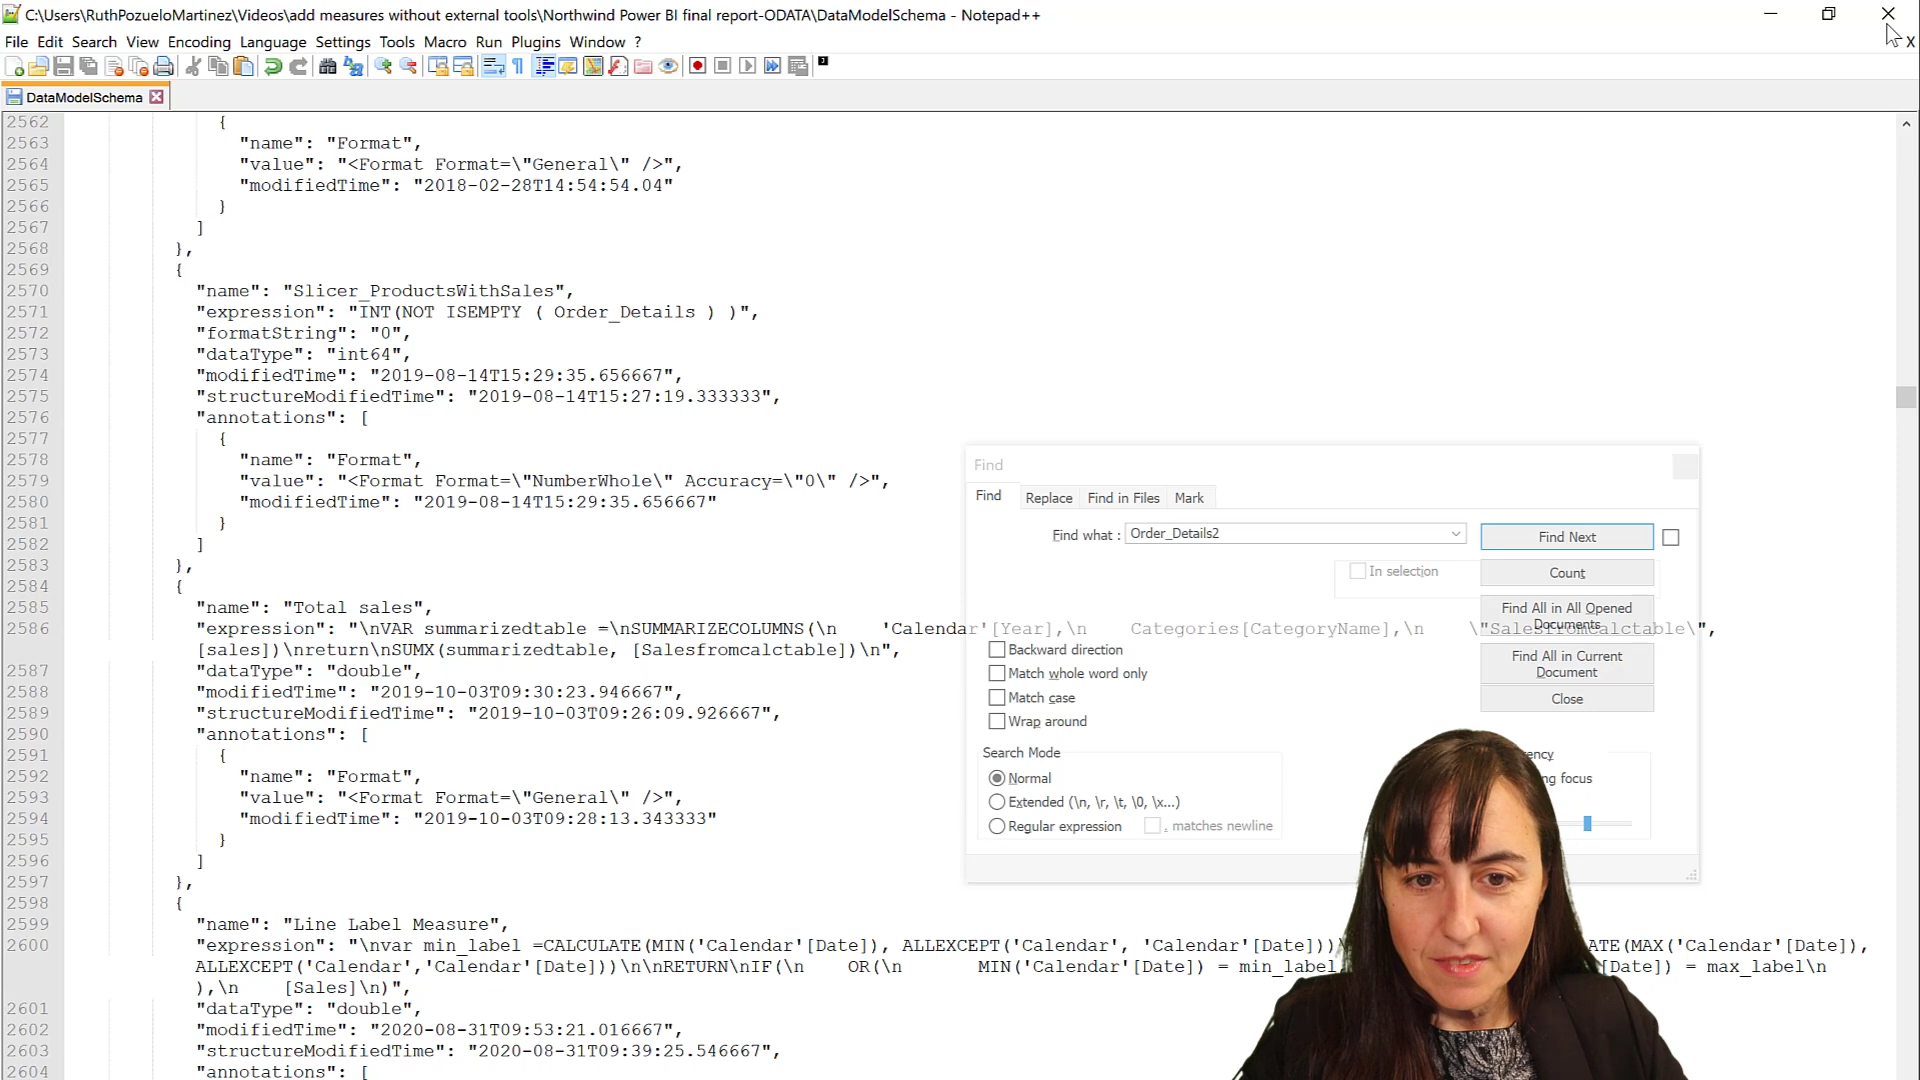 C:\Users\RuthPozueloMartinez\Videos\add measures without external tools\Northwind Power BI final report-ODATA\DataModelSchema - Notepad++
File Edit Search View Encoding Language Settings Tools Macro Run Plugins Window ?
X
DataModelSchema
2562 {
2563 "name": "Format",
2564 "value": "<Format Format=\"General\" />",
2565 "modifiedTime": "2018-02-28T14:54:54.04"
2566 }
2567 ]
2568 },
2569 {
2570 "name": "Slicer_ProductsWithSales",
2571 "expression": "INT(NOT ISEMPTY ( Order_Details ) )",
2572 "formatString": "0",
2573 "dataType": "int64",
2574 "modifiedTime": "2019-08-14T15:29:35.656667",
2575 "structureModifiedTime": "2019-08-14T15:27:19.333333",
2576 "annotations": [
2577 {
2578 "name": "Format",
2579 "value": "<Format Format=\"NumberWhole\" Accuracy=\"0\" />",
2580 "modifiedTime": "2019-08-14T15:29:35.656667"
2581 }
2582 ]
2583 },
2584 {
2585 "name": "Total sales",
2586 "expression": "\nVAR summarizedtable =\nSUMMARIZECOLUMNS(\n 'Calendar'[Year],\n Categories[CategoryName],\n \"Salesfromcalctable\",
[sales])\nreturn\nSUMX(summarizedtable, [Salesfromcalctable])\n",
2587 "dataType": "double",
2588 "modifiedTime": "2019-10-03T09:30:23.946667",
2589 "structureModifiedTime": "2019-10-03T09:26:09.926667",
2590 "annotations": [
2591 {
2592 "name": "Format",
2593 "value": "<Format Format=\"General\" />",
2594 "modifiedTime": "2019-10-03T09:28:13.343333"
2595 }
2596 ]
2597 },
2598 {
2599 "name": "Line Label Measure",
2600 "expression": "\nvar min_label =CALCULATE(MIN('Calendar'[Date]), ALLEXCEPT('Calendar', 'Calendar'[Date]))\ ATE(MAX('Calendar'[Date]),
ALLEXCEPT('Calendar','Calendar'[Date]))\n\nRETURN\nIF(\n OR(\n MIN('Calendar'[Date]) = min_label, [Date]) = max_label\n
),\n [Sales]\n)",
2601 "dataType": "double",
2602 "modifiedTime": "2020-08-31T09:53:21.016667",
2603 "structureModifiedTime": "2020-08-31T09:39:25.546667",
2604 "annotations": [
Find
Find Replace Find in Files Mark
Find what : Order_Details2 Find Next
In selection Count
Find All in All Opened
Documents
Backward direction
Find All in Current
Document
Match whole word only
Match case Close
Wrap around
Search Mode
Normal
Extended (\n, \r, \t, \0, \x...)
Regular expression . matches newline
ency
ng focus